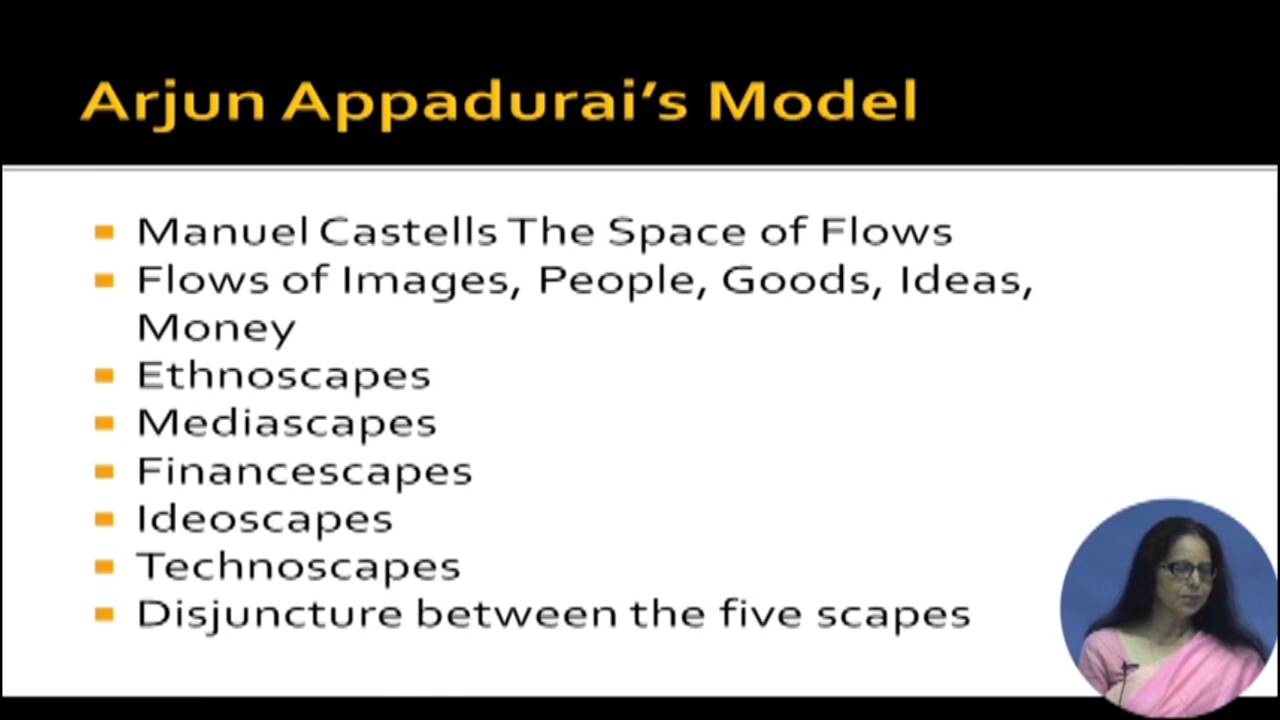 Arjun Appadurai's Model
Manuel Castells The Space of Flows
Flows of Images, People, Goods, Ideas,
Money
Ethnoscapes
Mediascapes
Financescapes
Ideoscapes
Technoscapes
Disjuncture between the five scapes